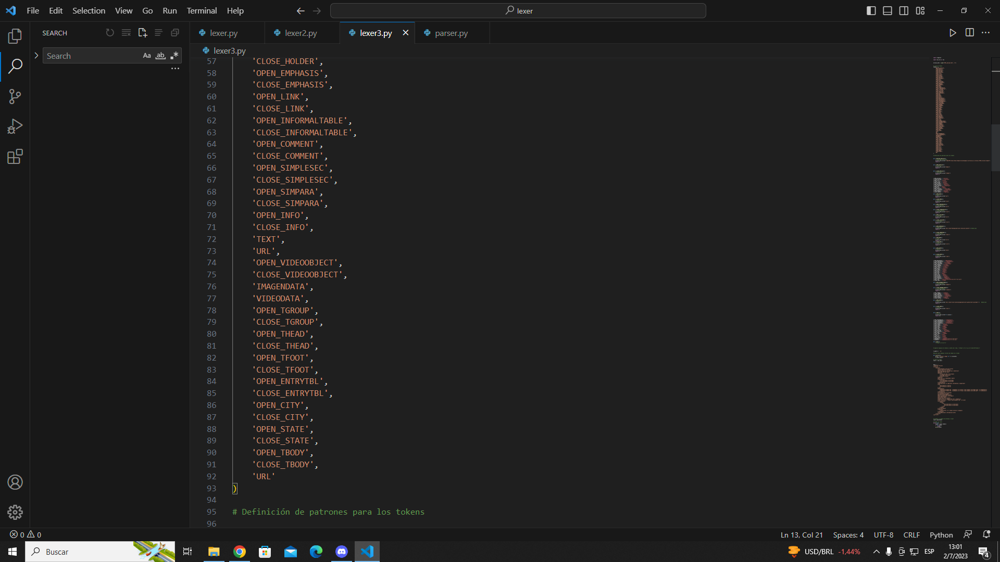 File Edit Selection View Go Run Terminal Help
lexer
SEARCH
Search
Aa ab
lexer.py
lexer2.py
lexer3.py
parser.py
lexer3.py
57 'CLOSE_HOLDER',
58 'OPEN_EMPHASIS',
59 'CLOSE_EMPHASIS',
60 'OPEN_LINK',
61 'CLOSE_LINK',
62 'OPEN_INFORMALTABLE',
63 'CLOSE_INFORMALTABLE',
64 'OPEN_COMMENT',
65 'CLOSE_COMMENT',
66 'OPEN_SIMPLESEC',
67 'CLOSE_SIMPLESEC',
68 'OPEN_SIMPARA',
69 'CLOSE_SIMPARA',
70 'OPEN_INFO',
71 'CLOSE_INFO',
72 'TEXT',
73 'URL',
74 'OPEN_VIDEOOBJECT',
75 'CLOSE_VIDEOOBJECT',
76 'IMAGENDATA',
77 'VIDEODATA',
78 'OPEN_TGROUP',
79 'CLOSE_TGROUP',
80 'OPEN_THEAD',
81 'CLOSE_THEAD',
82 'OPEN_TFOOT',
83 'CLOSE_TFOOT',
84 'OPEN_ENTRYTBL',
85 'CLOSE_ENTRYTBL',
86 'OPEN_CITY',
87 'CLOSE_CITY',
88 'OPEN_STATE',
89 'CLOSE_STATE',
90 'OPEN_TBODY',
91 'CLOSE_TBODY',
92 'URL'
93 )
94
95 # Definición de patrones para los tokens
96
0 0
Ln 13, Col 21 Spaces: 4 UTF-8 CRLF Python
Buscar
USD/BRL -1,44%
ESP
13:01
2/7/2023
4